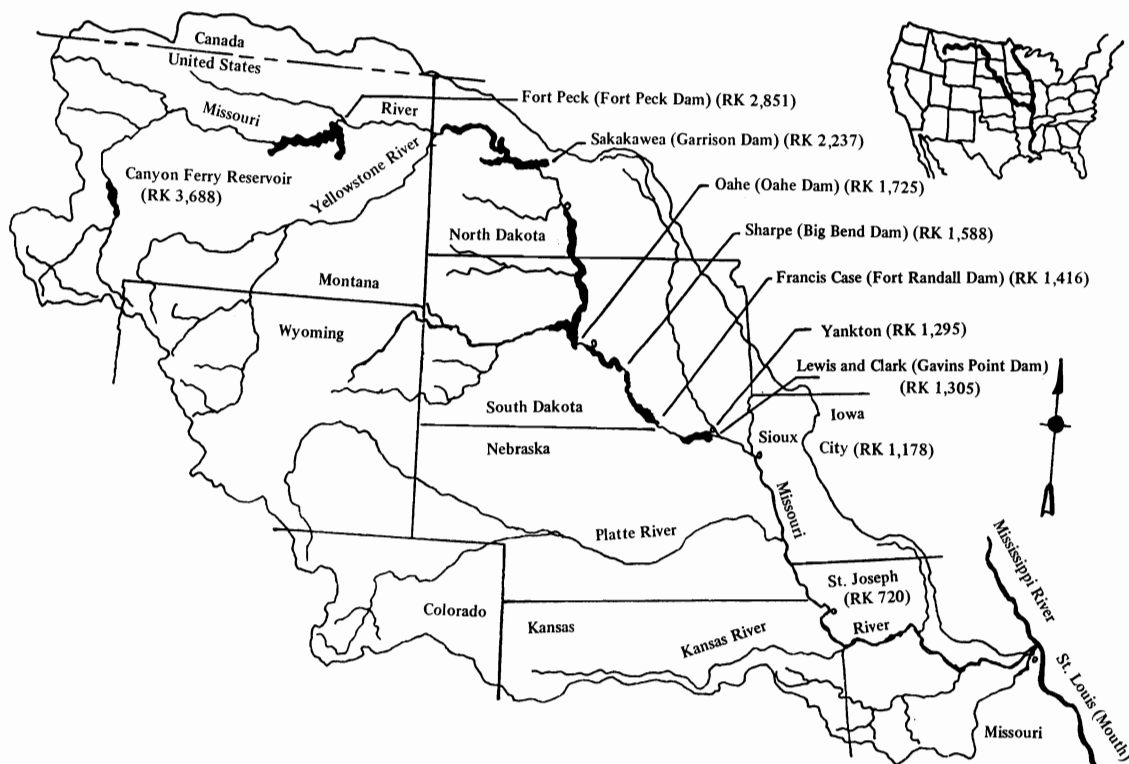 Canada
United States
Missouri
River
Fort Peck (Fort Peck Dam) (RK 2,851)
Sakakawea (Garrison Dam) (RK 2,237)
Canyon Ferry Reservoir
(RK 3,688)
Yellowstone River
Oahe (Oahe Dam) (RK 1,725)
North Dakota
Sharpe (Big Bend Dam) (RK 1,588)
Montana
Francis Case (Fort Randall Dam) (RK 1,416)
Wyoming
Yankton (RK 1,295)
Lewis and Clark (Gavins Point Dam)
(RK 1,305)
South Dakota
Iowa
Nebraska
Sioux
City (RK 1,178)
Missouri
Platte River
Mississippi River
St. Joseph
(RK 720)
Colorado
Kansas
Kansas River
River
St. Louis (Mouth)
Missouri